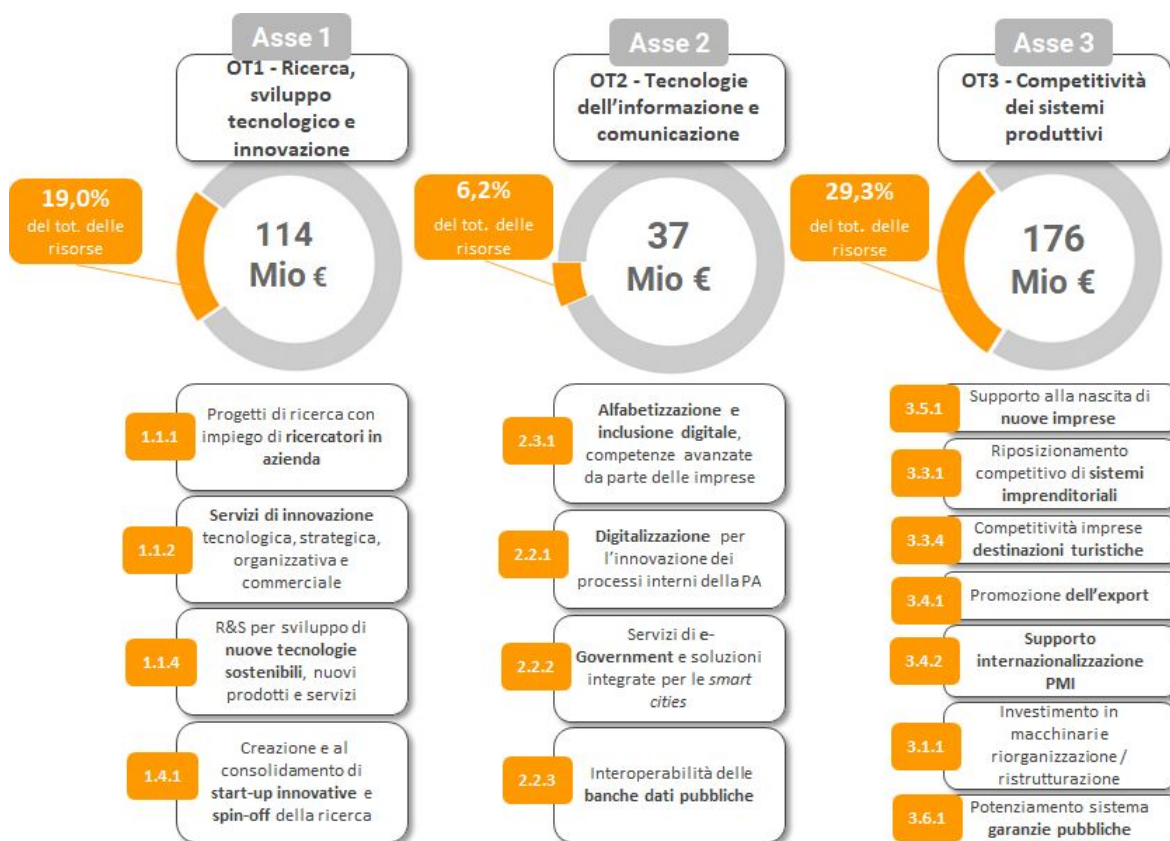 Asse 1
OT1 - Ricerca,
sviluppo
tecnologico e
innovazione
19,0%
del tot. delle
risorse
114
Mio €
1.1.1
Progetti di ricerca con
impiego di ricercatori in
azienda
1.1.2
Servizi di innovazione
tecnologica, strategica,
organizzativa e
commerciale
1.1.4
R&S per sviluppo di
nuove tecnologie
sostenibili, nuovi
prodotti e servizi
1.4.1
Creazione e al
consolidamento di
start-up innovative e
spin-off della ricerca
Asse 2
OT2 - Tecnologie
dell'informazione e
comunicazione
6,2%
del tot. delle
risorse
37
Mio €
2.3.1
Alfabetizzazione e
inclusione digitale,
competenze avanzate
da parte delle imprese
2.2.1
Digitalizzazione per
l'innovazione dei
processi interni della PA
2.2.2
Servizi di e-
Government e soluzioni
integrate per le smart
cities
2.2.3
Interoperabilità delle
banche dati pubbliche
Asse 3
OT3 - Competitività
dei sistemi
produttivi
29,3%
del tot. delle
risorse
176
Mio €
3.5.1
Supporto alla nascita di
nuove imprese
3.3.1
Riposizionamento
competitivo di sistemi
imprenditoriali
3.3.4
Competitività imprese
destinazioni turistiche
3.4.1
Promozione dell'export
3.4.2
Supporto
internazionalizzazione
PMI
3.1.1
Investimento in
macchinari e
riorganizzazione /
ristrutturazione
3.6.1
Potenziamento sistema
garanzie pubbliche